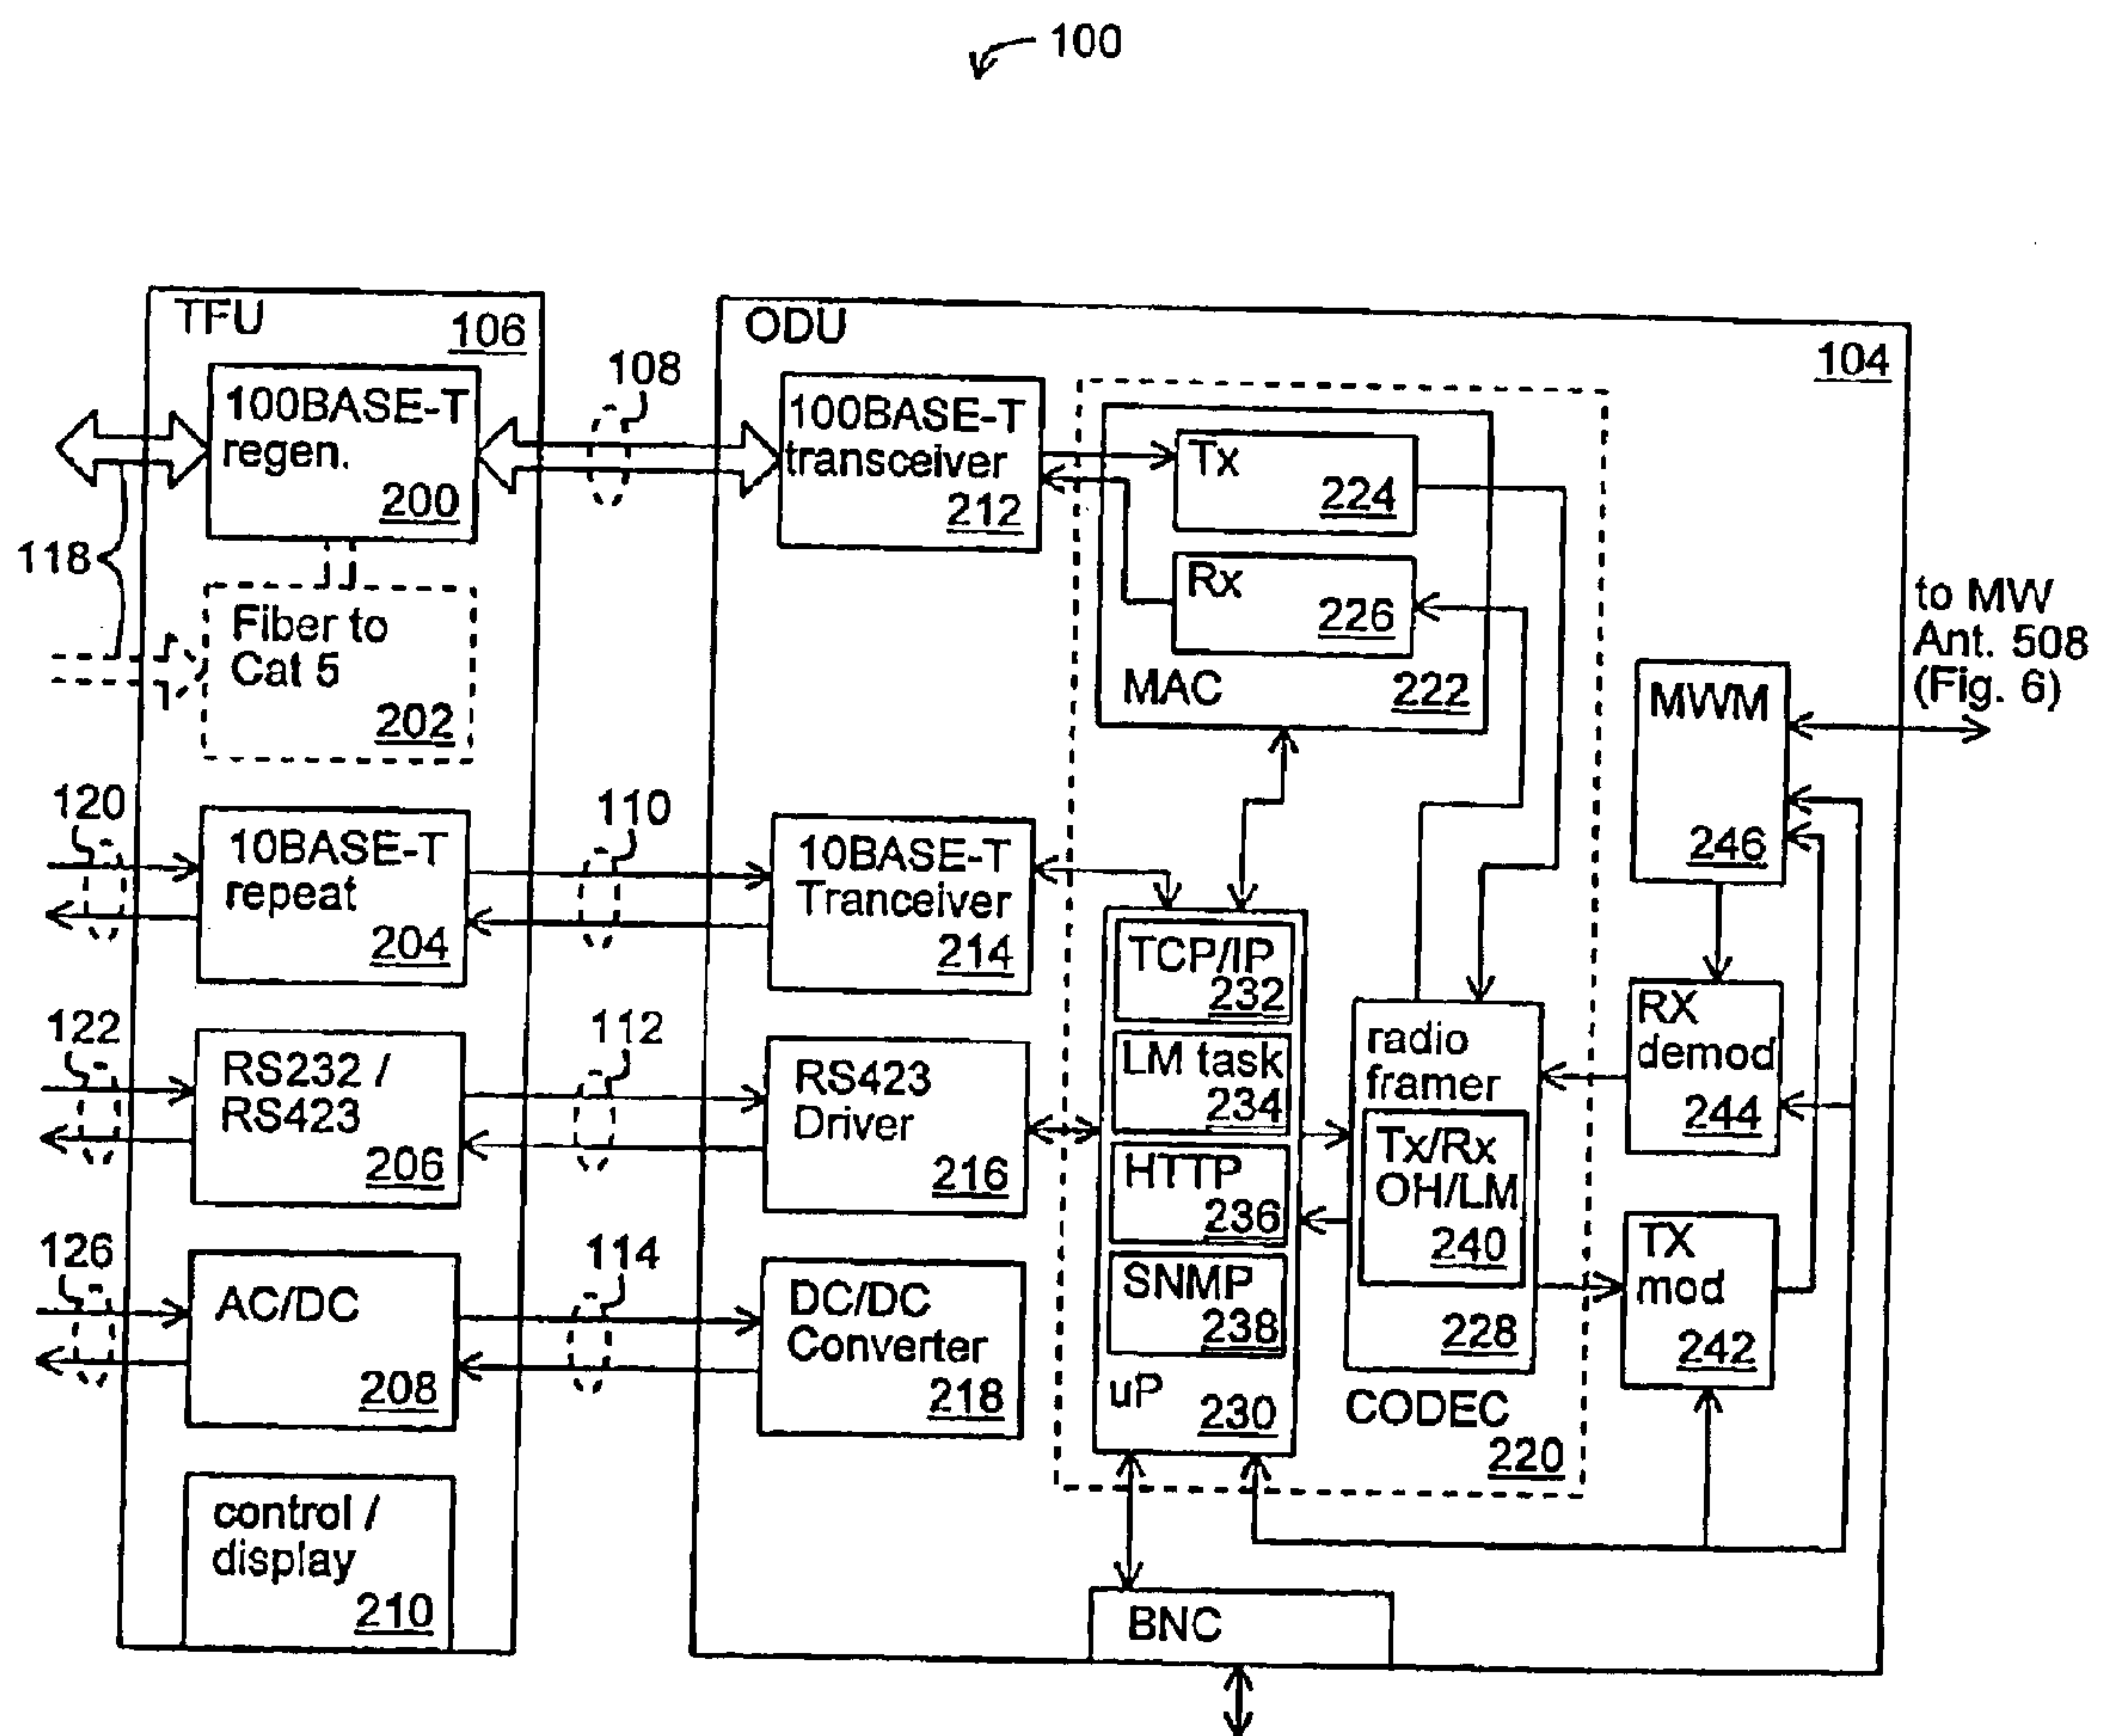 100
TFU
106
100BASE-T
regen.
200
118
Fiber to
Cat 5
202
120
10BASE-T
repeat
204
122
RS232 /
RS423
206
126
AC/DC
208
control /
display
210
108
110
112
114
ODU
104
100BASE-T
transceiver
212
10BASE-T
Tranceiver
214
RS423
Driver
216
DC/DC
Converter
218
Tx
224
Rx
226
MAC
222
TCP/IP
232
LM task
234
HTTP
236
SNMP
238
uP
230
radio
framer
Tx/Rx
OH/LM
240
228
CODEC
220
MWM
246
RX
demod
244
TX
mod
242
to MW
Ant. 508
(Fig. 6)
BNC